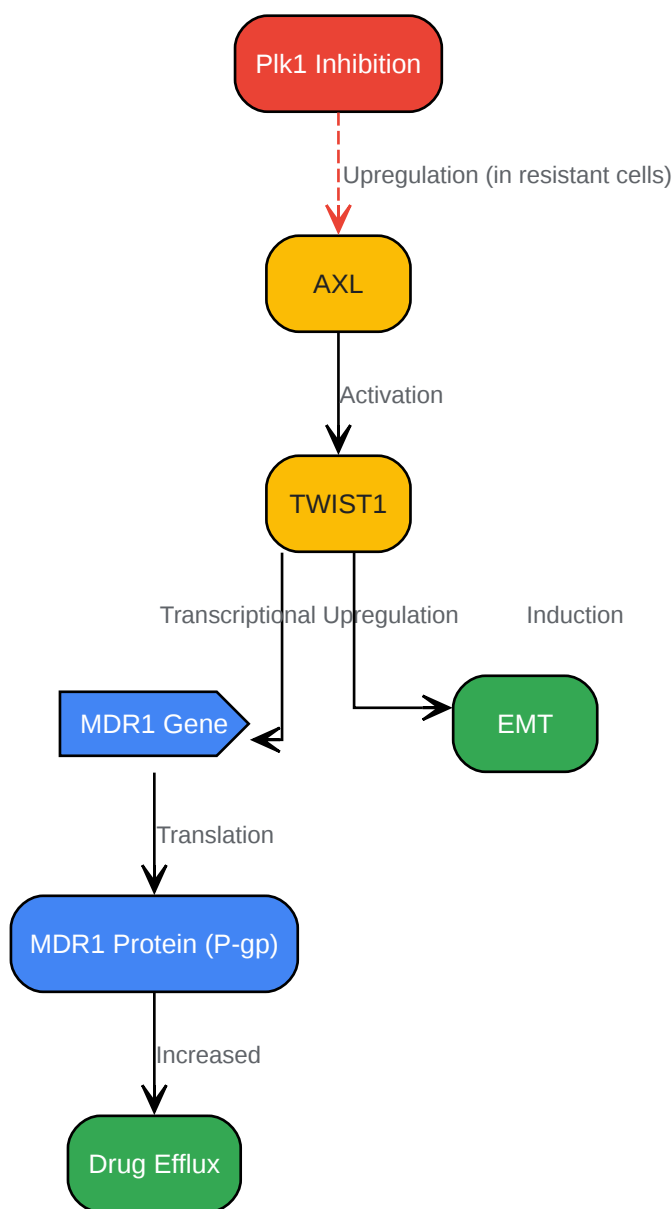 Plk1 Inhibition
Upregulation (in resistant cells)
AXL
Activation
TWIST1
Transcriptional Upregulation
Induction
MDR1 Gene
EMT
Translation
MDR1 Protein (P-gp)
Increased
Drug Efflux